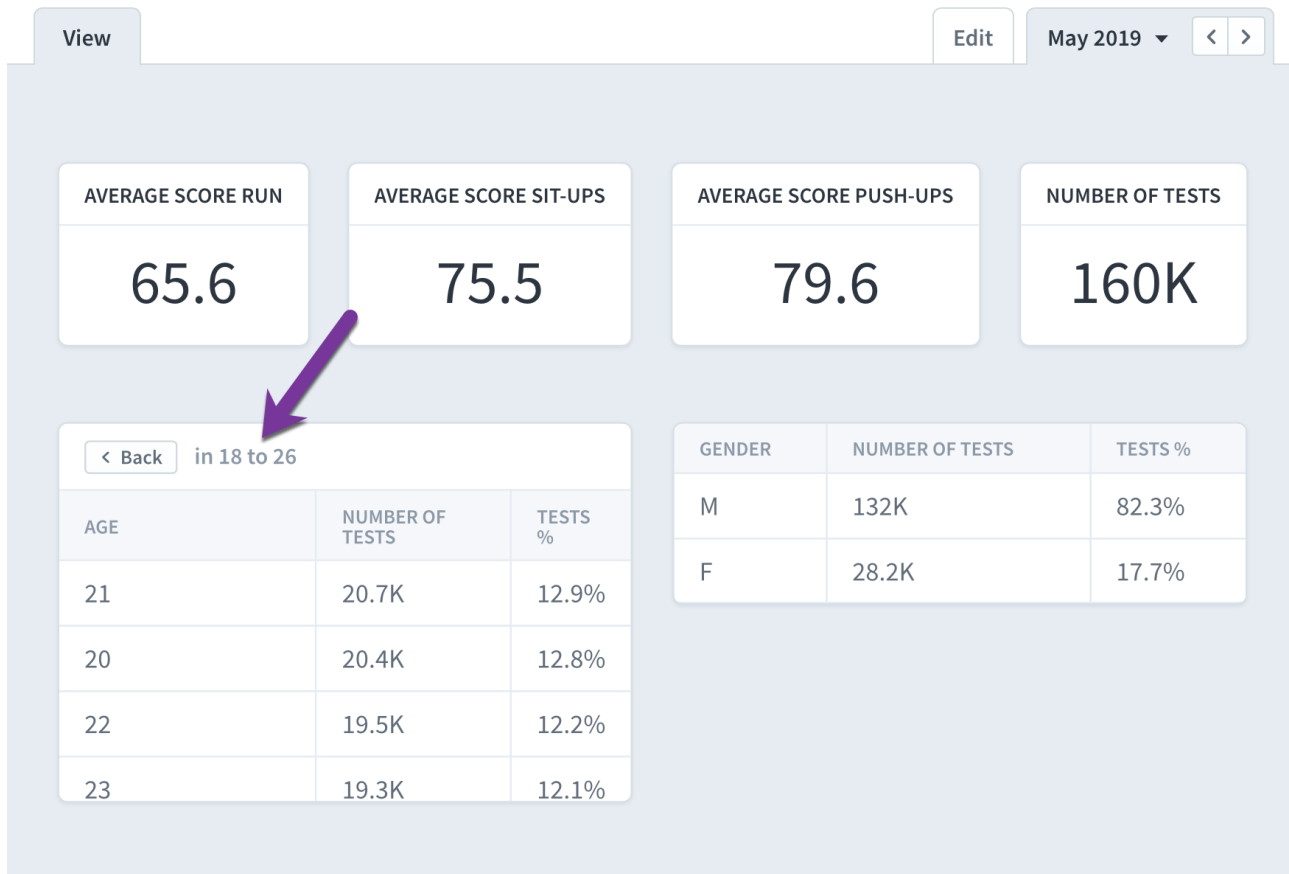 View
Edit
May 2019
AVERAGE SCORE RUN
65.6
AVERAGE SCORE SIT-UPS
75.5
AVERAGE SCORE PUSH-UPS
79.6
NUMBER OF TESTS
160K
Back in 18 to 26
AGE
NUMBER OF
TESTS
TESTS
%
21 20.7K 12.9%
20 20.4K 12.8%
22 19.5K 12.2%
23 19.3K 12.1%
GENDER NUMBER OF TESTS TESTS %
M 132K 82.3%
F 28.2K 17.7%